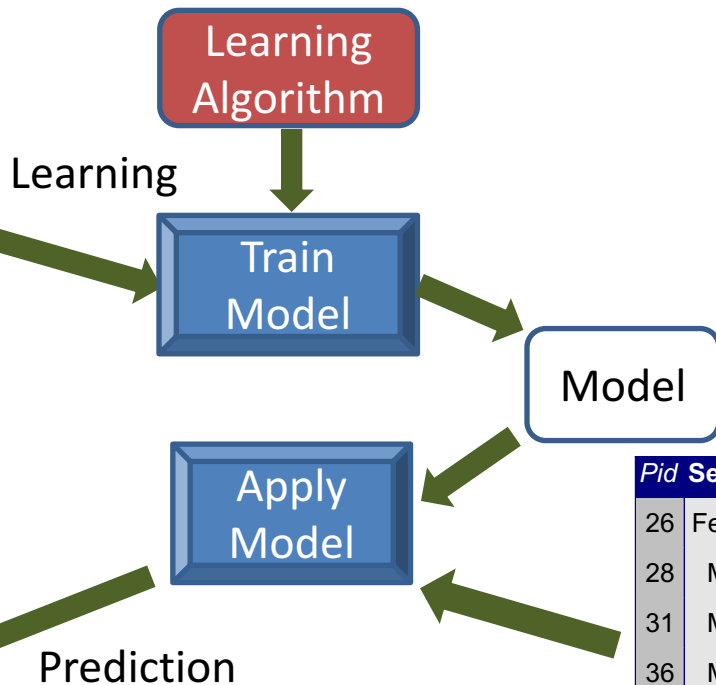 Learning
Algorithm
Learning
Train
Model
Model
Apply
Model
Pid
26
28
31
36
Prediction